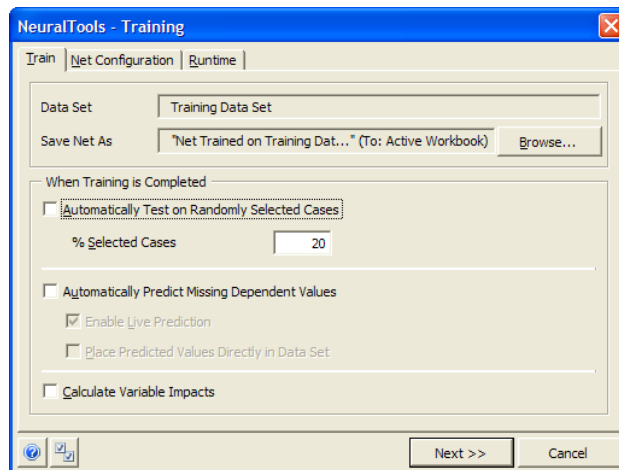 NeuralTools - Training
Train Net Configuration Runtime
Data Set Training Data Set
Save Net As "Net Trained on Training Dat..." (To: Active Workbook) Browse...
When Training is Completed
Automatically Test on Randomly Selected Cases
% Selected Cases 20
Automatically Predict Missing Dependent Values
Enable Live Prediction
Place Predicted Values Directly in Data Set
Calculate Variable Impacts
Next >> Cancel